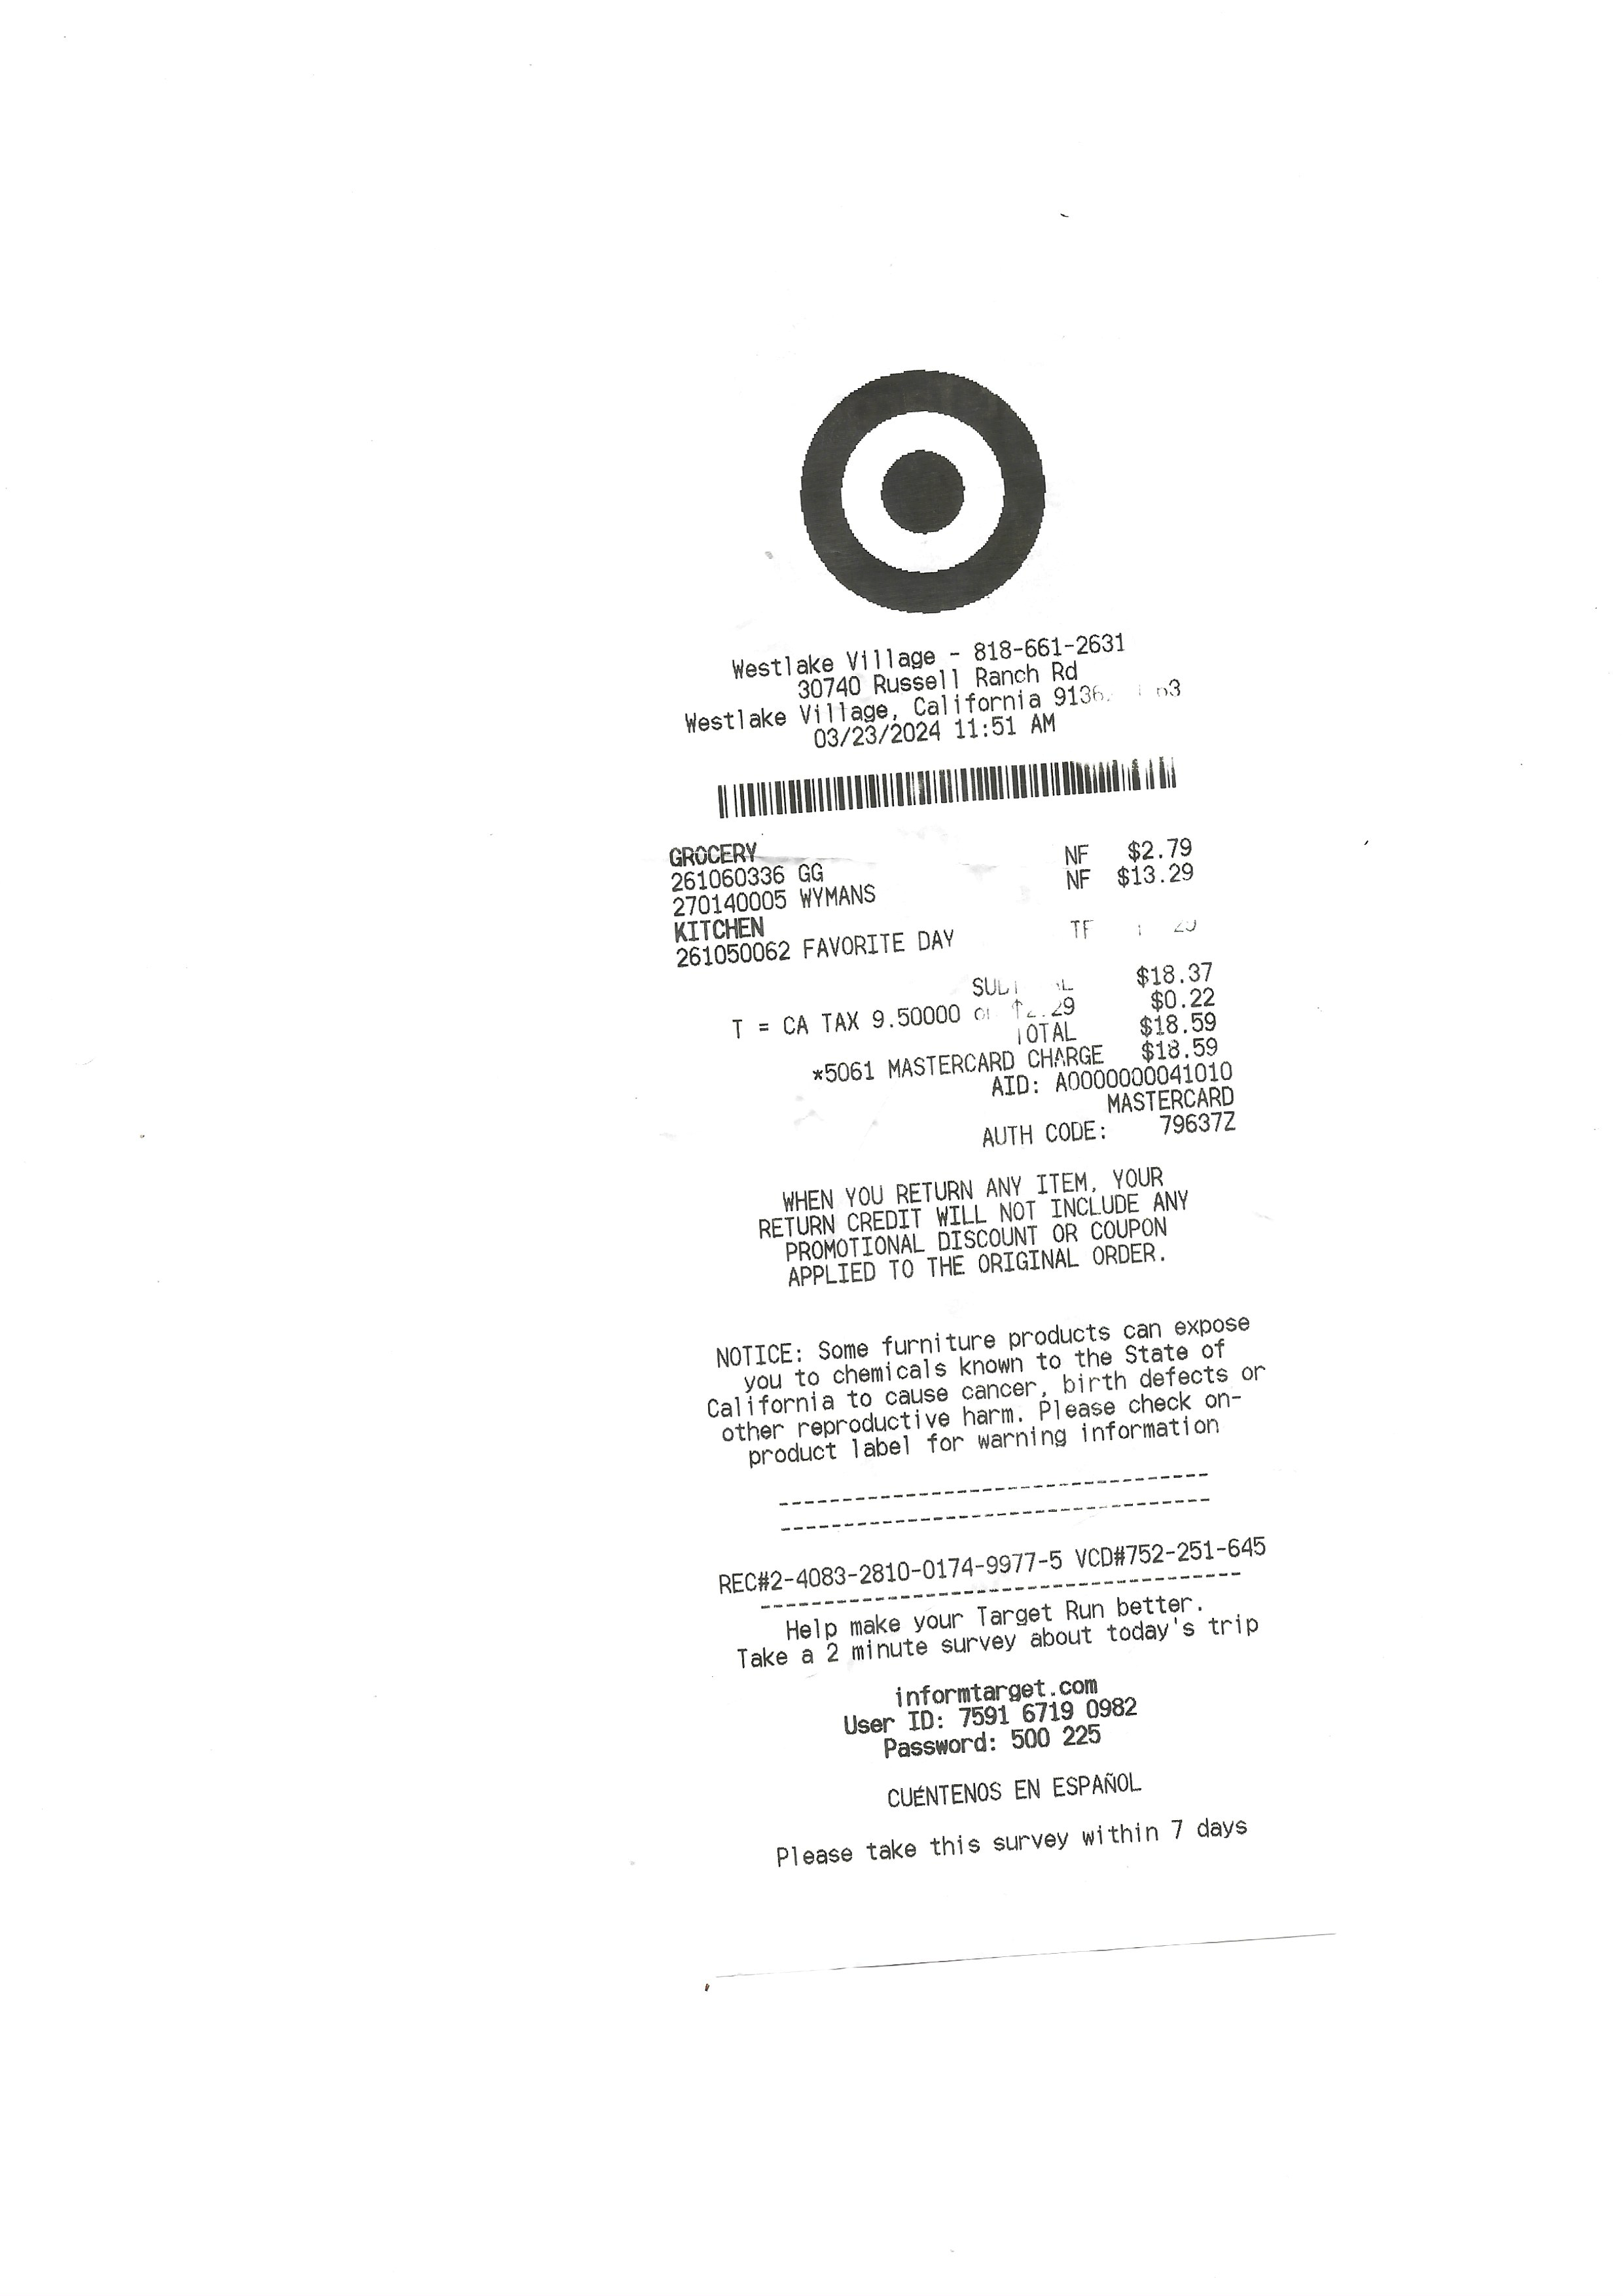 Westlake Village - 818-661-2631
30740 Russell Ranch Rd
Westlake Village, California
03/23/2024 11:51 AM
GROCERY
261060336 GG NF $2.79
270140005 WYMANS NF $13.29
KITCHEN
261050062 FAVORITE DAY TF
$18.37
T = CA TAX 9.50000 $0.22
TOTAL $18.59
*5061 MASTERCARD CHARGE $18.59
AID: A0000000041010
MASTERCARD
AUTH CODE: 79637Z
WHEN YOU RETURN ANY ITEM, YOUR
RETURN CREDIT WILL NOT INCLUDE ANY
PROMOTIONAL DISCOUNT OR COUPON
APPLIED TO THE ORIGINAL ORDER.
NOTICE: Some furniture products can expose
you to chemicals known to the State of
California to cause cancer, birth defects or
other reproductive harm. Please check on-
product label for warning information
REC#2-4083-2810-0174-9977-5 VCD#752-251-645
Help make your Target Run better.
Take a 2 minute survey about today's trip
informtarget.com
User ID: 7591 6719 0982
Password: 500 225
CUÉNTENOS EN ESPAÑOL
Please take this survey within 7 days